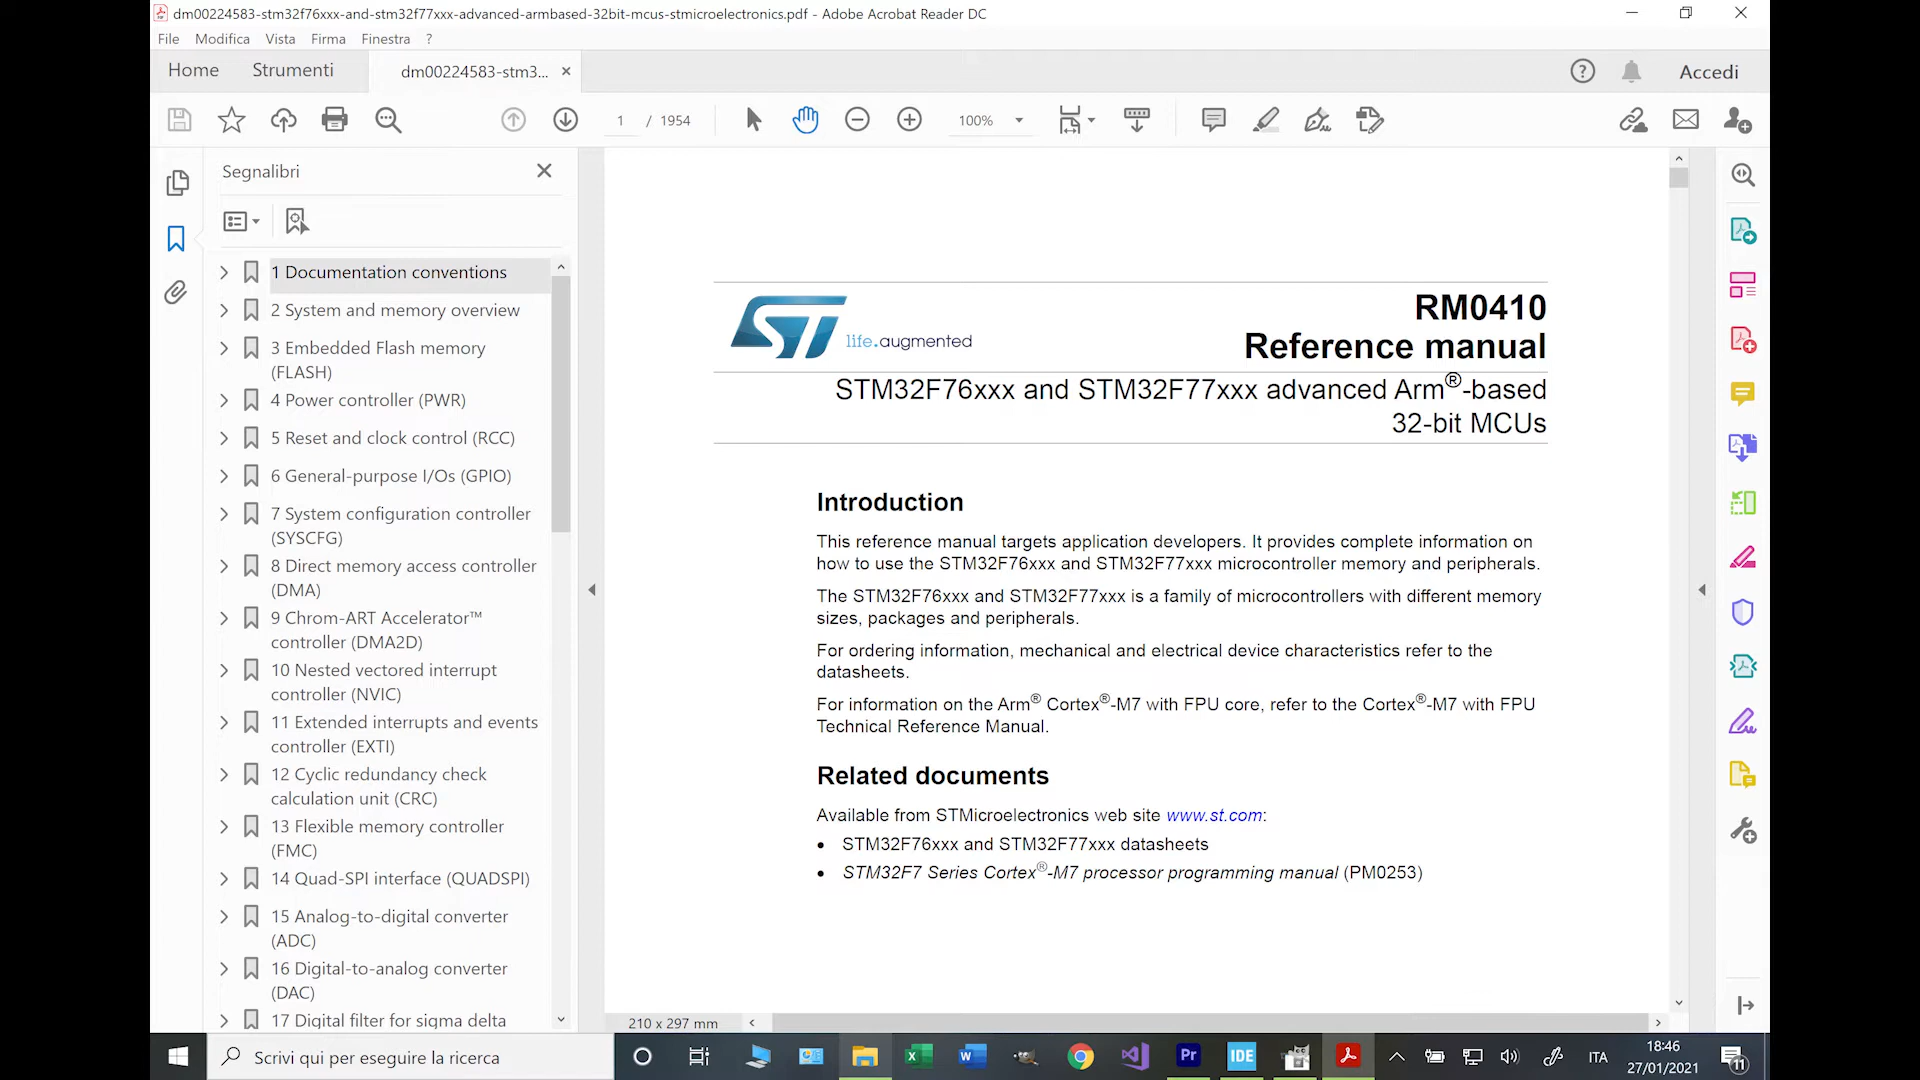 dm00224583-stm32f76xxx-and-stm32f77xxx-advanced-armbased-32bit-mcus-stmicroelectronics.pdf - Adobe Acrobat Reader DC
File Modifica Vista Firma Finestra ?
Home Strumenti dm00224583-stm3... Accedi
1 / 1954 100%
Segnalibri
1 Documentation conventions
2 System and memory overview
3 Embedded Flash memory
(FLASH)
4 Power controller (PWR)
5 Reset and clock control (RCC)
6 General-purpose I/Os (GPIO)
7 System configuration controller
(SYSCFG)
8 Direct memory access controller
(DMA)
9 Chrom-ART Accelerator™
controller (DMA2D)
10 Nested vectored interrupt
controller (NVIC)
11 Extended interrupts and events
controller (EXTI)
12 Cyclic redundancy check
calculation unit (CRC)
13 Flexible memory controller
(FMC)
14 Quad-SPI interface (QUADSPI)
15 Analog-to-digital converter
(ADC)
16 Digital-to-analog converter
(DAC)
17 Digital filter for sigma delta
ST life.augmented
RM0410
Reference manual
STM32F76xxx and STM32F77xxx advanced Arm®-based
32-bit MCUs
Introduction
This reference manual targets application developers. It provides complete information on
how to use the STM32F76xxx and STM32F77xxx microcontroller memory and peripherals.
The STM32F76xxx and STM32F77xxx is a family of microcontrollers with different memory
sizes, packages and peripherals.
For ordering information, mechanical and electrical device characteristics refer to the
datasheets.
For information on the Arm® Cortex®-M7 with FPU core, refer to the Cortex®-M7 with FPU
Technical Reference Manual.
Related documents
Available from STMicroelectronics web site www.st.com:
• STM32F76xxx and STM32F77xxx datasheets
• STM32F7 Series Cortex®-M7 processor programming manual (PM0253)
210 x 297 mm
Scrivi qui per eseguire la ricerca
Pr IDE
ITA
18:46
27/01/2021
11